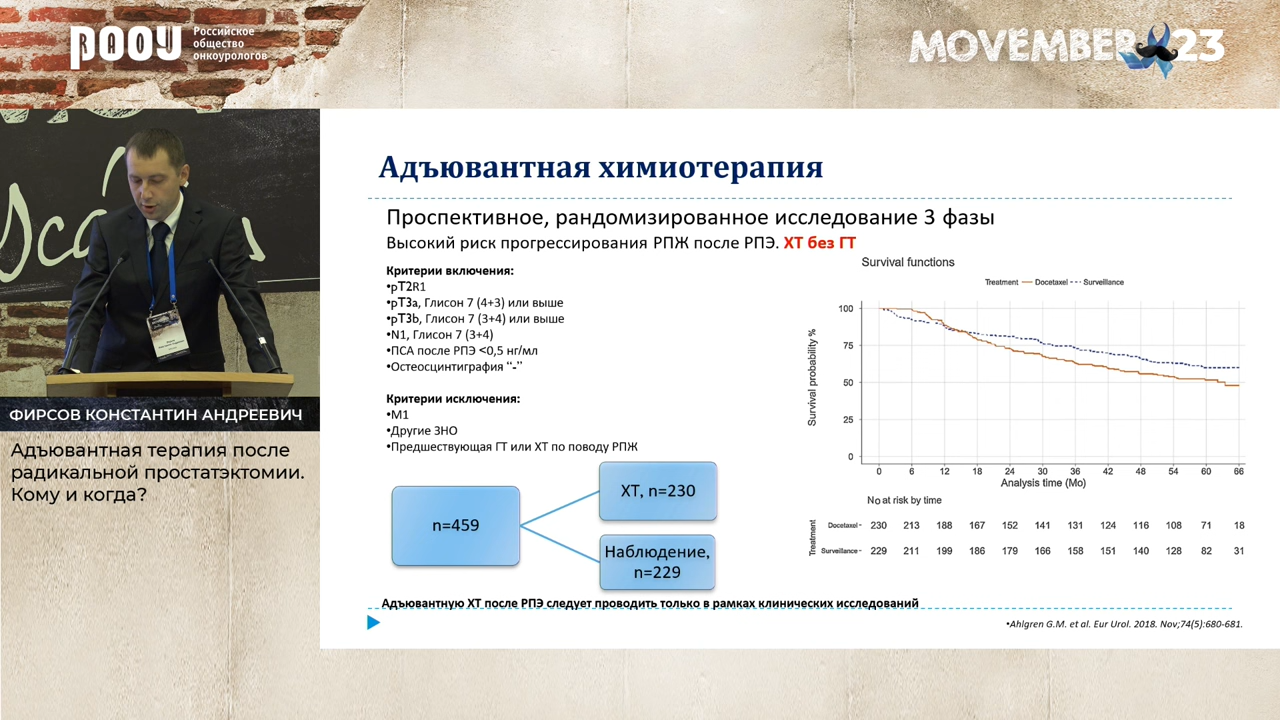 РООУ
Российское
общество
онкоурологов
MOVEMBER 23
ФИРСОВ КОНСТАНТИН АНДРЕЕВИЧ
Адъювантная терапия после
радикальной простатэктомии.
Кому и когда?
Адъювантная химиотерапия
Проспективное, рандомизированное исследование 3 фазы
Высокий риск прогрессирования РПЖ после РПЭ. ХТ без ГТ
Критерии включения:
•pT2R1
•pT3a, Глисон 7 (4+3) или выше
•pT3b, Глисон 7 (3+4) или выше
•N1, Глисон 7 (3+4)
•ПСА после РПЭ <0,5 нг/мл
•Остеосцинтиграфия “-”
Критерии исключения:
•М1
•Другие ЗНО
•Предшествующая ГТ или ХТ по поводу РПЖ
n=459
ХТ, n=230
Наблюдение,
n=229
Survival functions
Treatment Docetaxel Surveillance
Survival probability %
100
75
50
25
0
0 6 12 18 24 30 36 42 48 54 60 66
Analysis time (Mo)
No at risk by time
Treatment
Docetaxel 230 213 188 167 152 141 131 124 116 108 71 18
Surveillance 229 211 199 186 179 166 158 151 140 128 82 31
Адъювантную ХТ после РПЭ следует проводить только в рамках клинических исследований
•Ahlgren G.M. et al. Eur Urol. 2018. Nov;74(5):680-681.